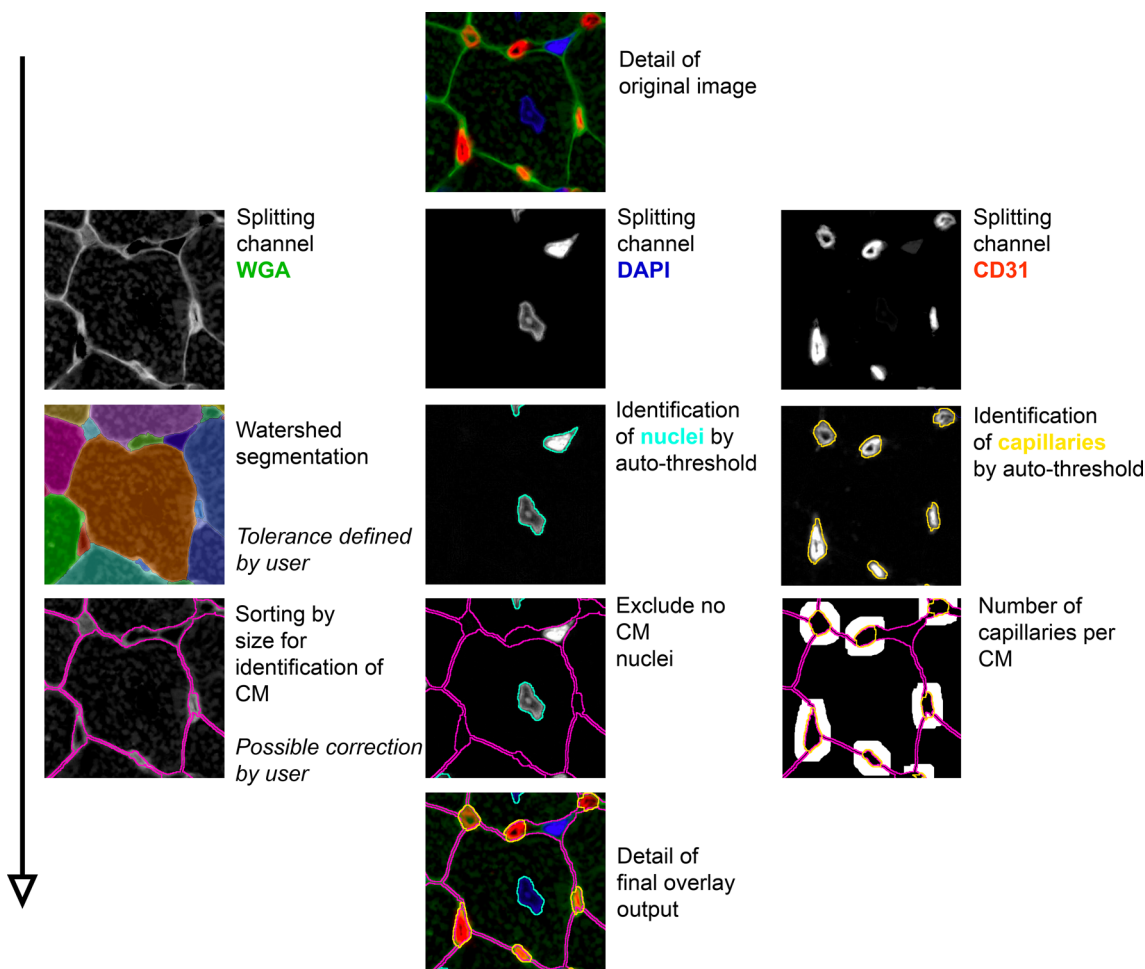 Detail of
original image
Splitting
channel
WGA
Splitting
channel
DAPI
Splitting
channel
CD31
Watershed
segmentation
Tolerance defined
by user
Identification
of nuclei by
auto-threshold
Identification
of capillaries
by auto-threshold
Sorting by
size for
identification of
CM
Possible correction
by user
Exclude no
CM
nuclei
Number of
capillaries per
CM
Detail of
final overlay
output